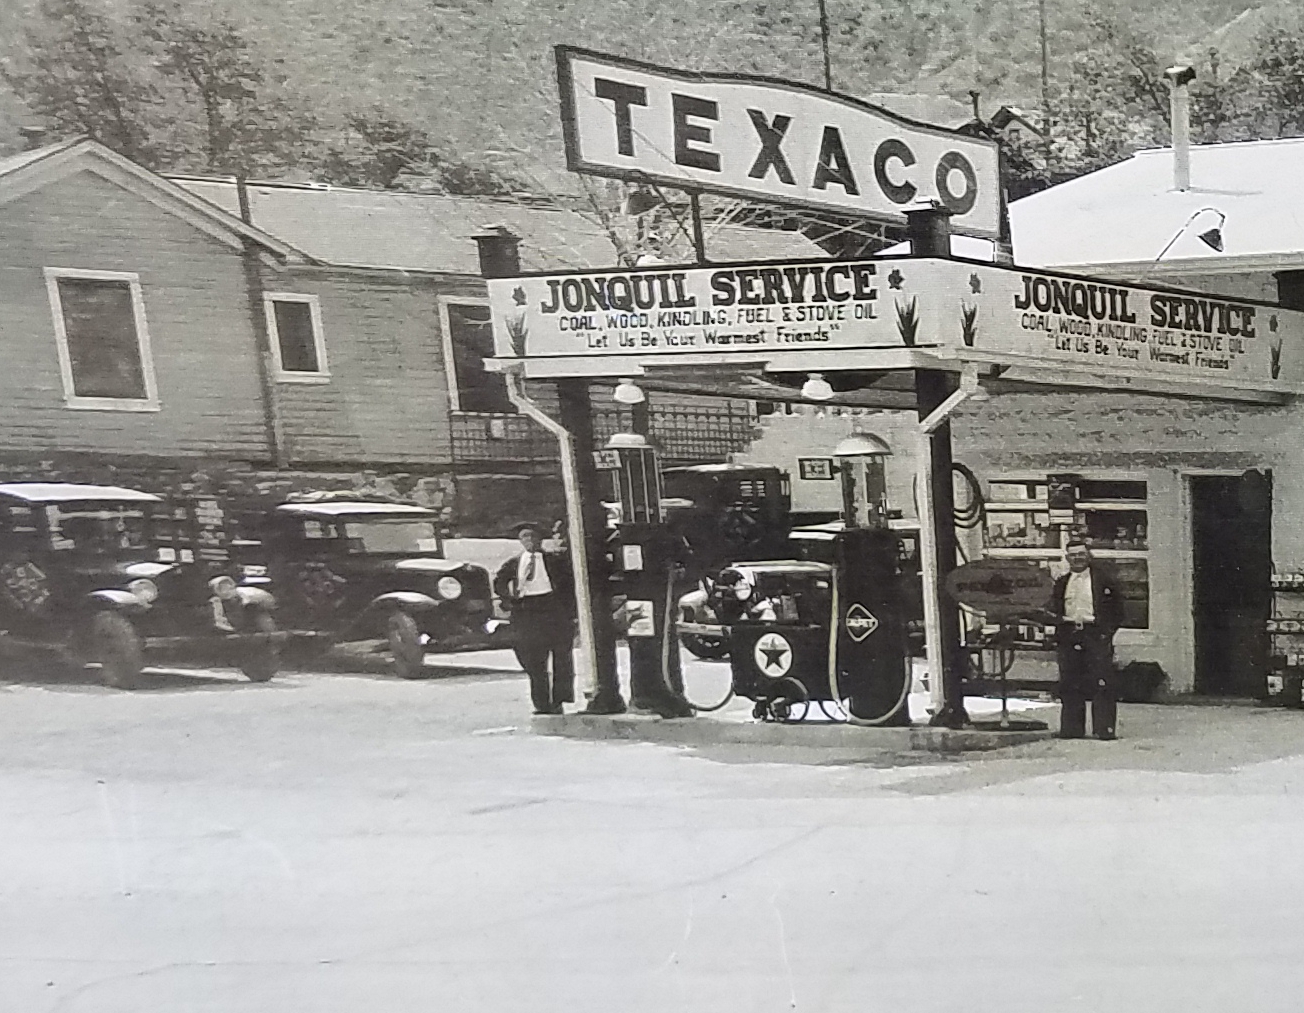 TEXACO
JONQUIL SERVICE
COAL, WOOD, KINDLING, FUEL & STOVE OIL
"Let Us Be Your Warmest Friends"
JONQUIL SERVICE
COAL, WOOD, KINDLING, FUEL & STOVE OIL
"Let Us Be Your Warmest Friends"